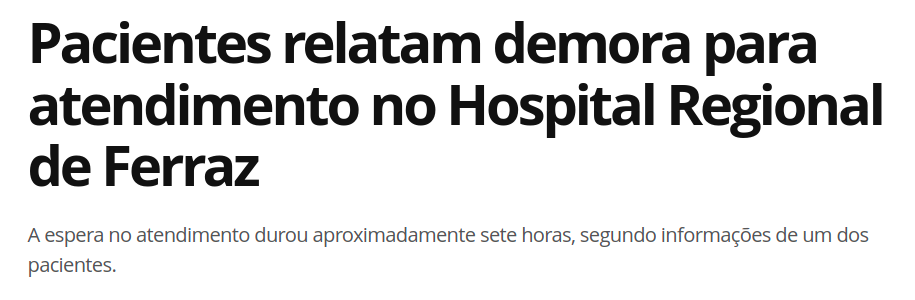 Pacientes relatam demora para
atendimento no Hospital Regional
de Ferraz
A espera no atendimento durou aproximadamente sete horas, segundo informações de um dos
pacientes.